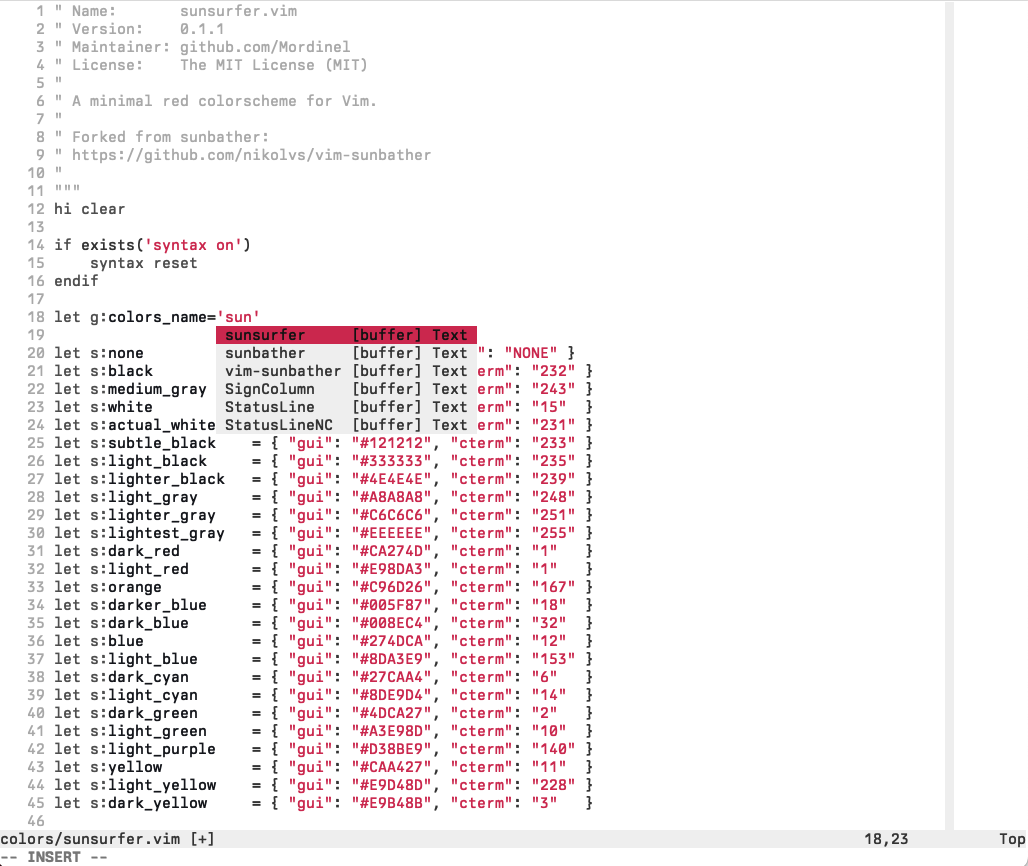 1 " Name:       sunsurfer.vim
2 " Version:    0.1.1
3 " Maintainer: github.com/Mordinel
4 " License:    The MIT License (MIT)
5 "
6 " A minimal red colorscheme for Vim.
7 "
8 " Forked from sunbather:
9 " https://github.com/nikolvs/vim-sunbather
10 "
11 """
12 hi clear
13
14 if exists('syntax on')
15     syntax reset
16 endif
17
18 let g:colors_name='sun'
19                    sunsurfer     [buffer] Text
20 let s:none         sunbather     [buffer] Text ": "NONE" }
21 let s:black        vim-sunbather [buffer] Text erm": "232" }
22 let s:medium_gray  SignColumn    [buffer] Text erm": "243" }
23 let s:white        StatusLine    [buffer] Text erm": "15"  }
24 let s:actual_white StatusLineNC  [buffer] Text erm": "231" }
25 let s:subtle_black    = { "gui": "#121212", "cterm": "233" }
26 let s:light_black     = { "gui": "#333333", "cterm": "235" }
27 let s:lighter_black   = { "gui": "#4E4E4E", "cterm": "239" }
28 let s:light_gray      = { "gui": "#A8A8A8", "cterm": "248" }
29 let s:lighter_gray    = { "gui": "#C6C6C6", "cterm": "251" }
30 let s:lightest_gray   = { "gui": "#EEEEEE", "cterm": "255" }
31 let s:dark_red        = { "gui": "#CA274D", "cterm": "1"   }
32 let s:light_red       = { "gui": "#E98DA3", "cterm": "1"   }
33 let s:orange          = { "gui": "#C96D26", "cterm": "167" }
34 let s:darker_blue     = { "gui": "#005F87", "cterm": "18"  }
35 let s:dark_blue       = { "gui": "#008EC4", "cterm": "32"  }
36 let s:blue            = { "gui": "#274DCA", "cterm": "12"  }
37 let s:light_blue      = { "gui": "#8DA3E9", "cterm": "153" }
38 let s:dark_cyan       = { "gui": "#27CAA4", "cterm": "6"   }
39 let s:light_cyan      = { "gui": "#8DE9D4", "cterm": "14"  }
40 let s:dark_green      = { "gui": "#4DCA27", "cterm": "2"   }
41 let s:light_green     = { "gui": "#A3E98D", "cterm": "10"  }
42 let s:light_purple    = { "gui": "#D38BE9", "cterm": "140" }
43 let s:yellow          = { "gui": "#CAA427", "cterm": "11"  }
44 let s:light_yellow    = { "gui": "#E9D48D", "cterm": "228" }
45 let s:dark_yellow     = { "gui": "#E9B48B", "cterm": "3"   }
46
colors/sunsurfer.vim [+]                    18,23          Top
-- INSERT --